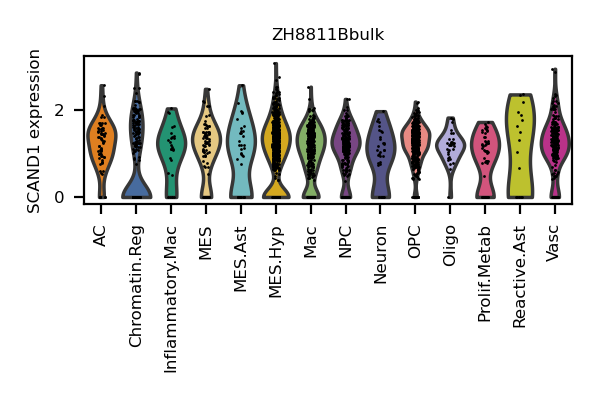 ZH8811Bbulk
SCAND1 expression
2
0
AC
Chromatin.Reg
Inflammatory.Mac
MES
MES.Ast
MES.Hyp
Mac
NPC
Neuron
OPC
Oligo
Prolif.Metab
Reactive.Ast
Vasc